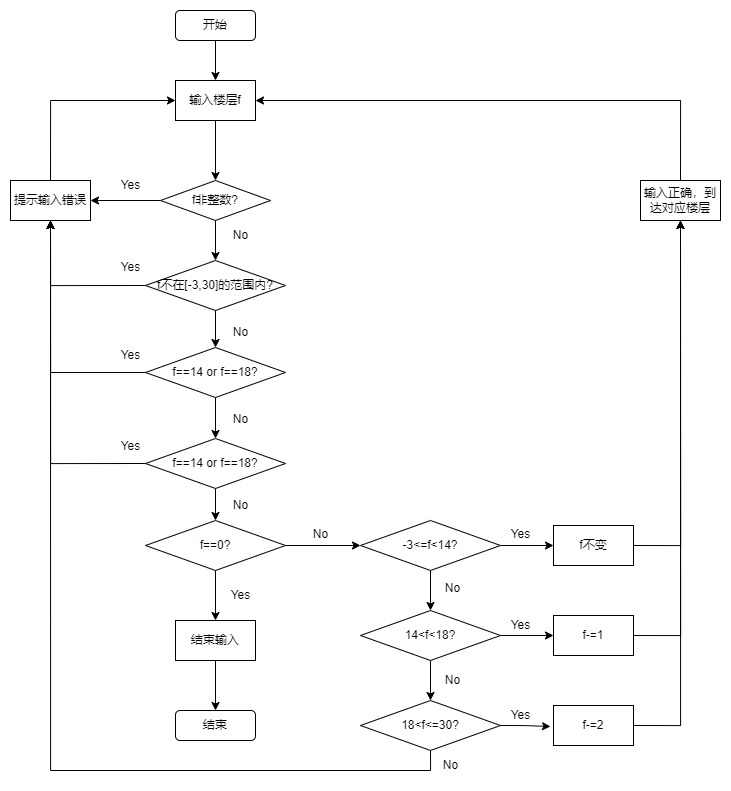 开始
输入楼层f
提示输入错误
Yes
f非整数?
输入正确，到
达对应楼层
No
Yes
f不在[-3,30]的范围内?
No
Yes
f==14 or f==18?
No
Yes
f==14 or f==18?
No
f==0?
No
-3<=f<14?
Yes
f不变
Yes
No
结束输入
14<f<18?
Yes
f-=1
No
结束
18<f<=30?
Yes
f-=2
No